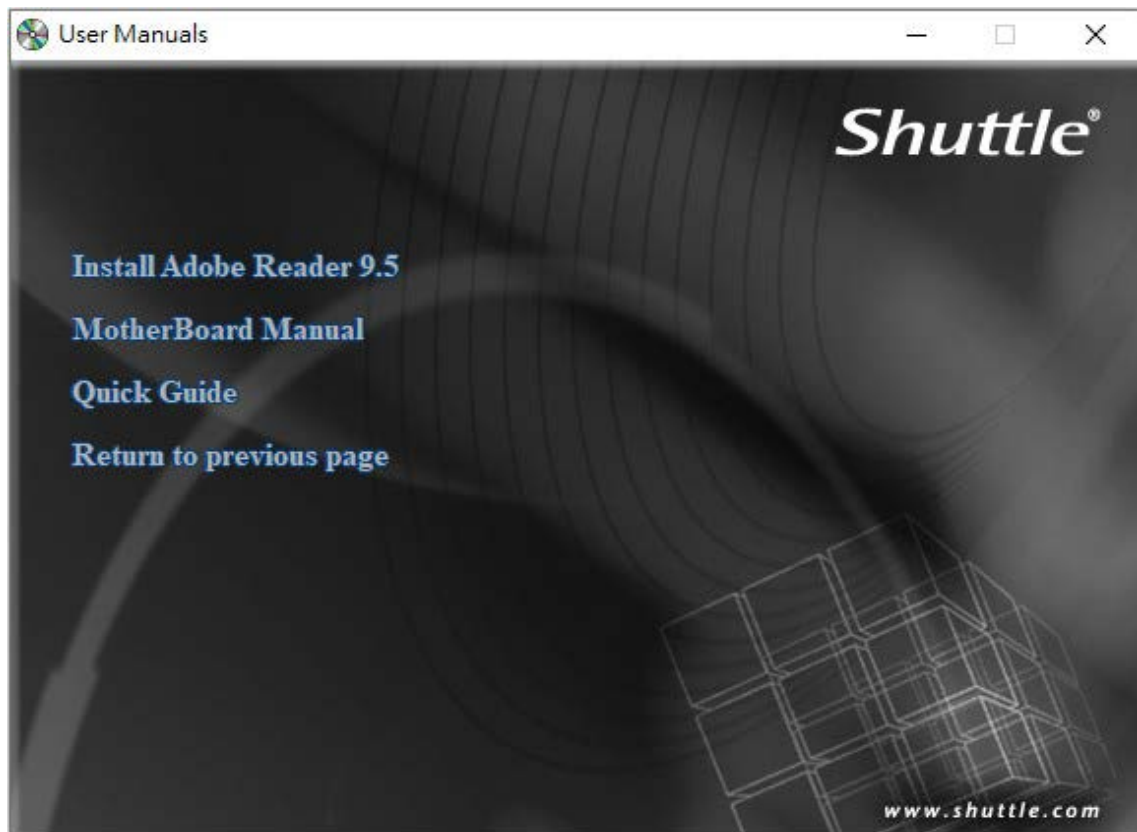 User Manuals
Shuttle®
Install Adobe Reader 9.5
MotherBoard Manual
Quick Guide
Return to previous page
www.shuttle.com